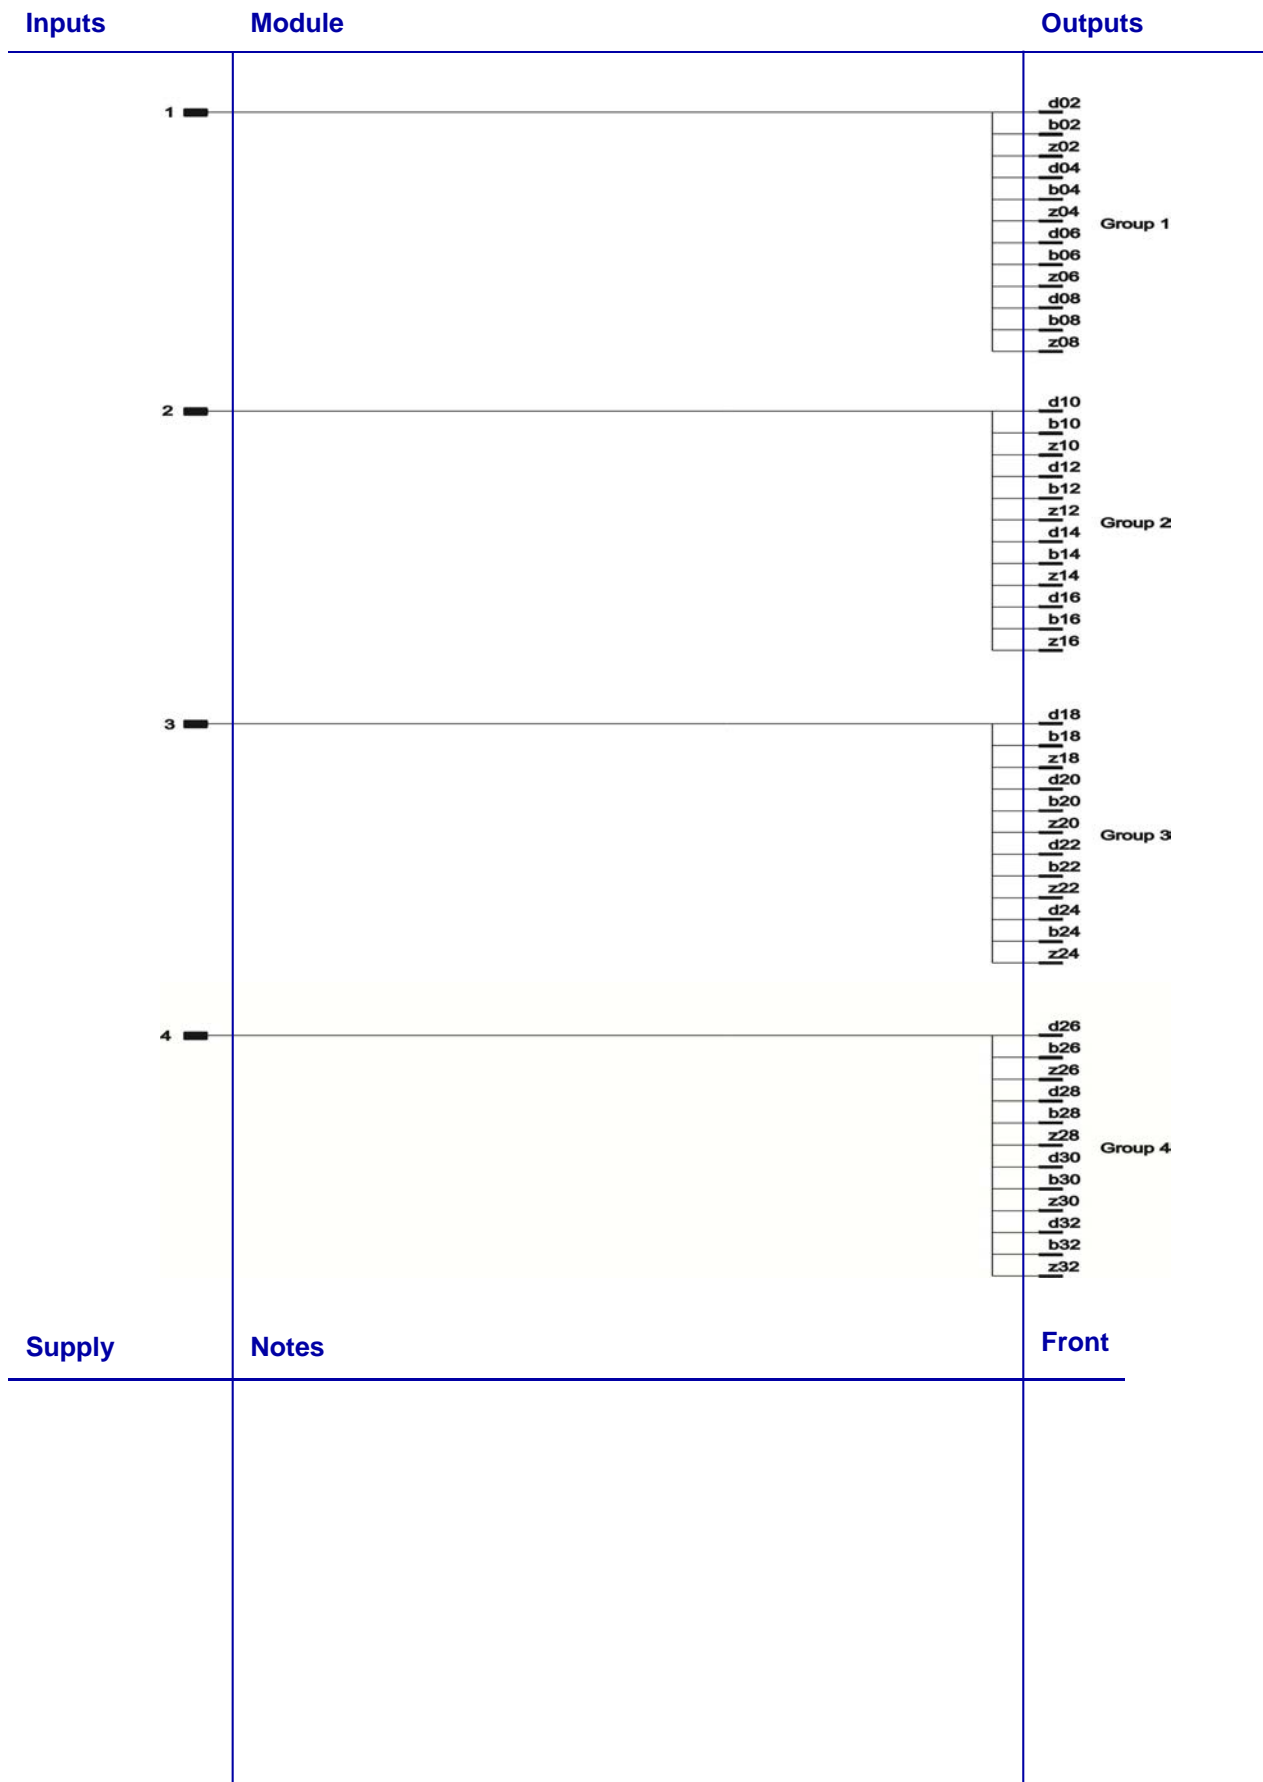 Inputs Module Outputs
1
d02
b02
z02
d04
b04
z04
Group 1
d06
b06
z06
d08
b08
z08
2
d10
b10
z10
d12
b12
z12
Group 2
d14
b14
z14
d16
b16
z16
3
d18
b18
z18
d20
b20
z20
Group 3
d22
b22
z22
d24
b24
z24
4
d26
b26
z26
d28
b28
z28
Group 4
d30
b30
z30
d32
b32
z32
Supply Notes Front